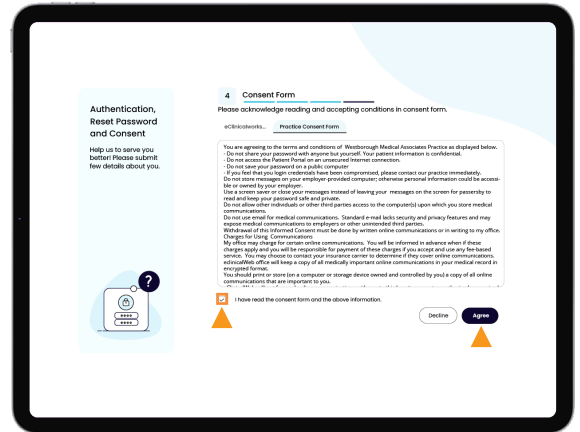 Authentication,
Reset Password
and Consent
Help us to serve you
better! Please submit
few details about you.
?
4 Consent Form
Please acknowledge reading and accepting conditions in consent form.
eClinicalworks... Practice Consent Form
You are agreeing to the terms and conditions of Westborough Medical Associates Practice as displayed below.
- Do not share your password with anyone but yourself. Your patient information is confidential.
- Do not access the Patient Portal on an unsecured Internet connection.
- Do not save your password on a public computer
- If you feel that you login credentials have been compromised, please contact our practice immediately.
Do not store messages on your employer-provided computer; otherwise personal information could be accessi-
ble or owned by your employer.
Use a screen saver or close your messages instead of leaving your messages on the screen for passersby to
read and keep your password safe and private.
Do not allow other individuals or other third parties access to the computer(s) upon which you store medical
communications.
Do not use email for medical communications. Standard e-mail lacks security and privacy features and may
expose medical communications to employers or other unintended third parties.
Withdrawal of this Informed Consent must be done by written online communications or in writing to my office.
Charges for Using Communications
My office may charge for certain online communications. You will be informed in advance when if these
charges apply and you will be responsible for payment of these charges if you accept and use any fee-based
service. You may choose to contact your insurance carrier to determine if they cover online communications.
eclinicalWeb office will keep a copy of all medically important online communications in your medical record in
encrypted format.
You should print or store (on a computer or storage device owned and controlled by you) a copy of all online
communications that are important to you.
I have read the consent form and the above information.
Decline Agree